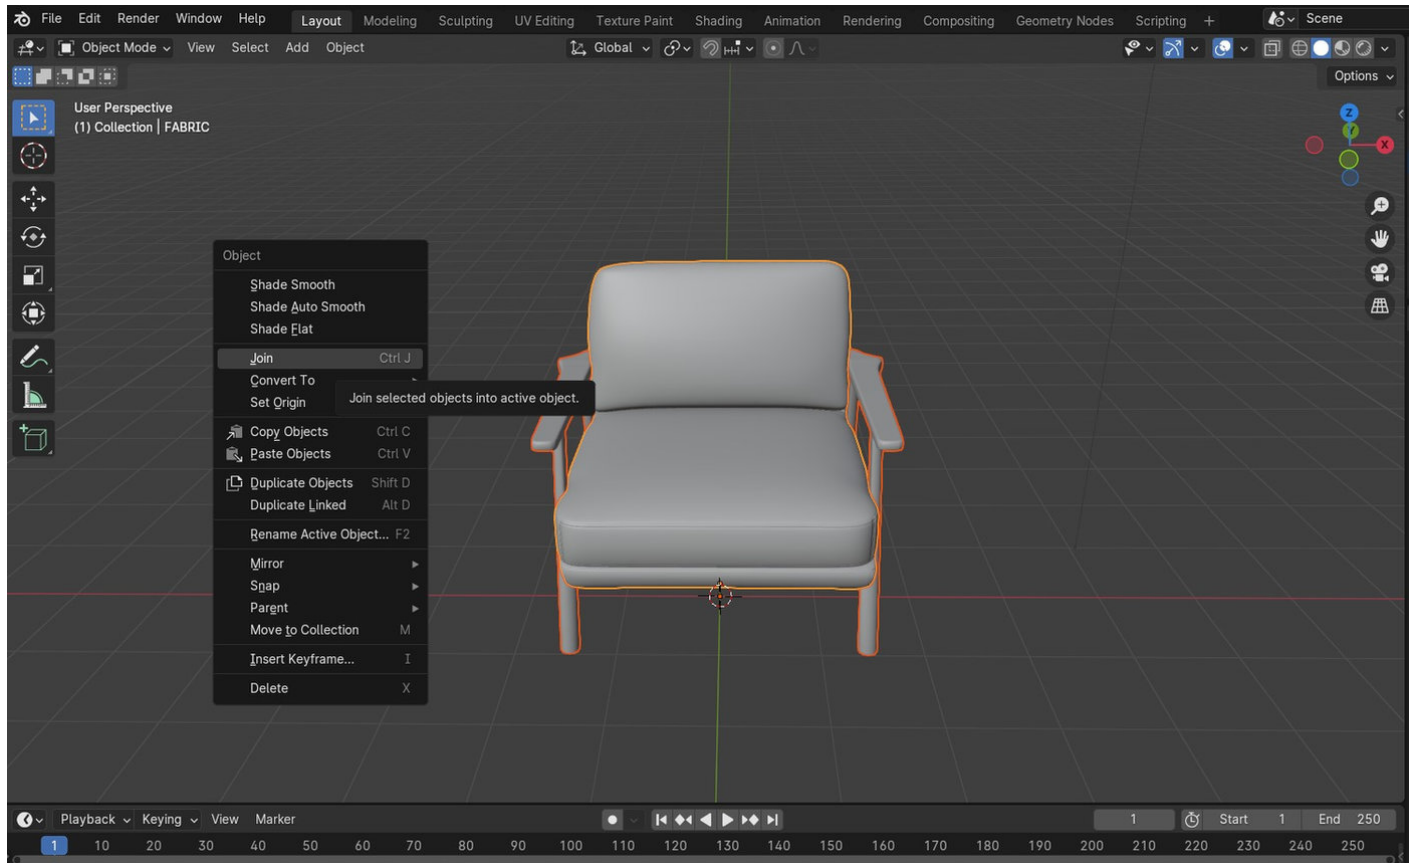 File Edit Render Window Help Layout Modeling Sculpting UV Editing Texture Paint Shading Animation Rendering Compositing Geometry Nodes Scripting + Scene
Object Mode View Select Add Object Global
Options
User Perspective
(1) Collection | FABRIC
Z
Y
X
Object
Shade Smooth
Shade Auto Smooth
Shade Flat
Join Ctrl J
Convert To
Set Origin
Join selected objects into active object.
Copy Objects Ctrl C
Paste Objects Ctrl V
Duplicate Objects Shift D
Duplicate Linked Alt D
Rename Active Object... F2
Mirror
Snap
Parent
Move to Collection M
Insert Keyframe... I
Delete X
Playback Keying View Marker 1 Start 1 End 250
1 10 20 30 40 50 60 70 80 90 100 110 120 130 140 150 160 170 180 190 200 210 220 230 240 250